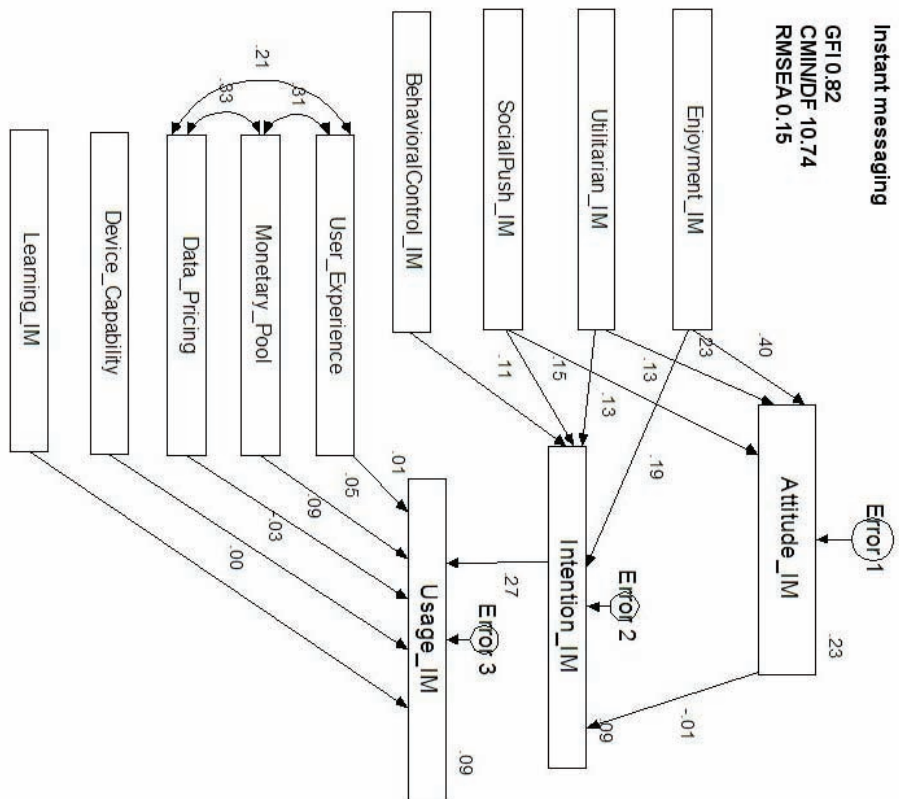 Instant messaging
GFI 0.82
CMIN/DF 10.74
RMSEA 0.15
Error 1
.23
Attitude_IM
Enjoyment_IM
.40
.23
.13
Utilitarian_IM
.19
-.01
Error 2
.09
SocialPush_IM
.15
.13
Intention_IM
BehavioralControl_IM
.11
.27
Error 3
.09
User_Experience
.01
.05
Usage_IM
.31
Monetary_Pool
.09
.21
.33
Data_Pricing
-.03
Device_Capability
.00
Learning_IM